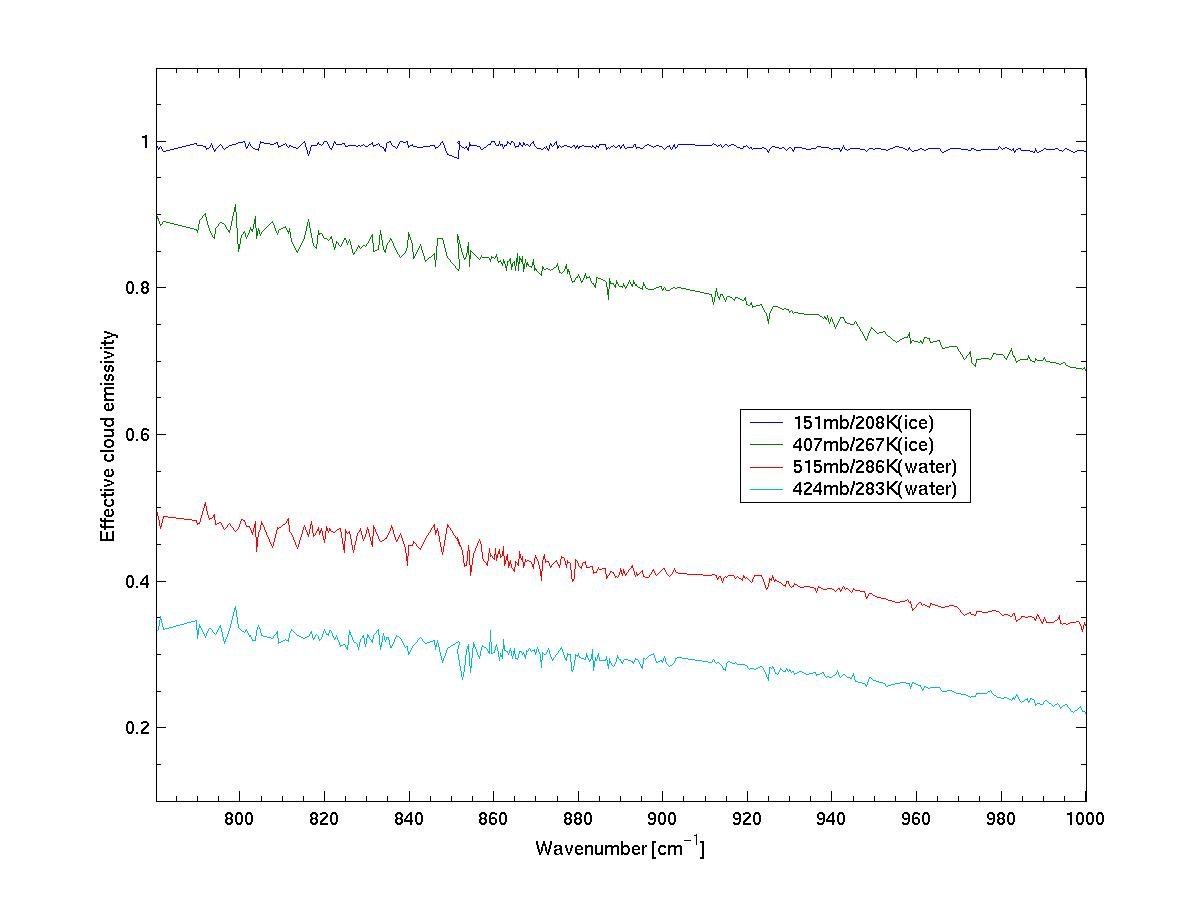 1
0.8
0.6
0.4
0.2
Effective cloud emissivity
151mb/208K(ice)
407mb/267K(ice)
515mb/286K(water)
424mb/283K(water)
800 820 840 860 880 900 920 940 960 980 1000
Wavenumber [cm⁻¹]